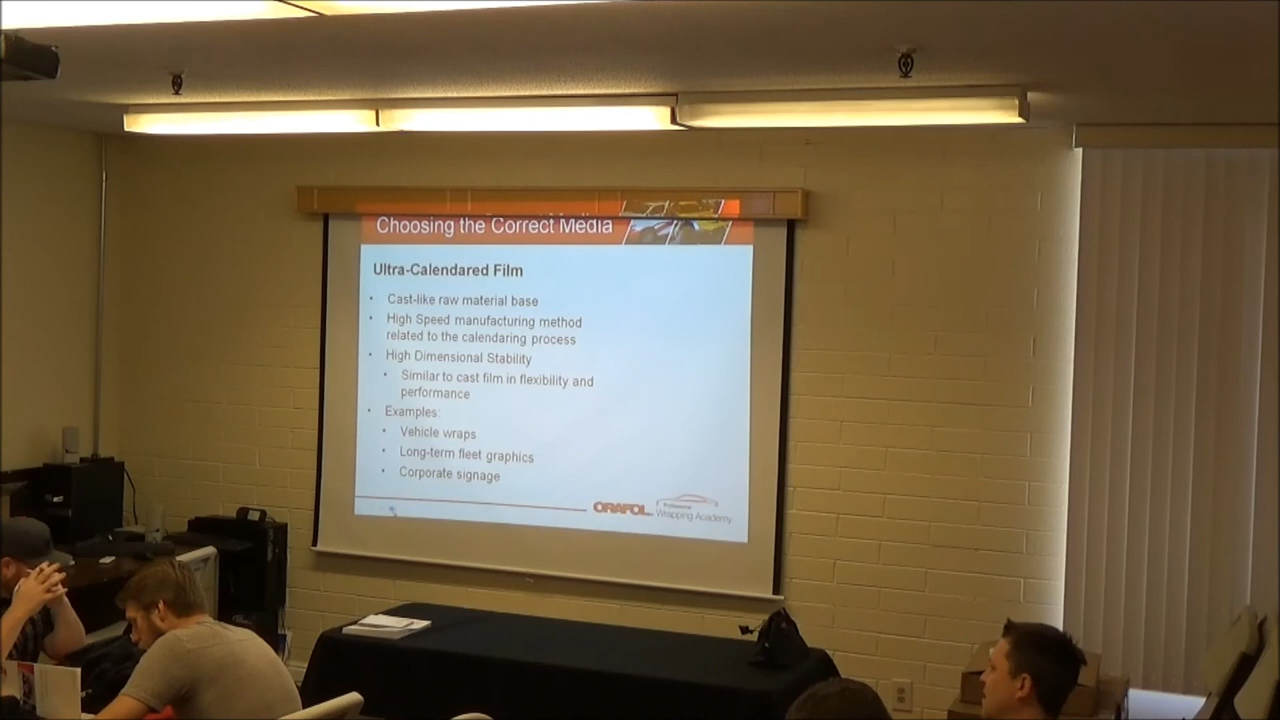 Choosing the Correct Media
Ultra-Calendared Film
• Cast-like raw material base
• High Speed manufacturing method
related to the calendaring process
• High Dimensional Stability
• Similar to cast film in flexibility and
performance
• Examples:
• Vehicle wraps
• Long-term fleet graphics
• Corporate signage
ORAFOL
Professional
Wrapping Academy